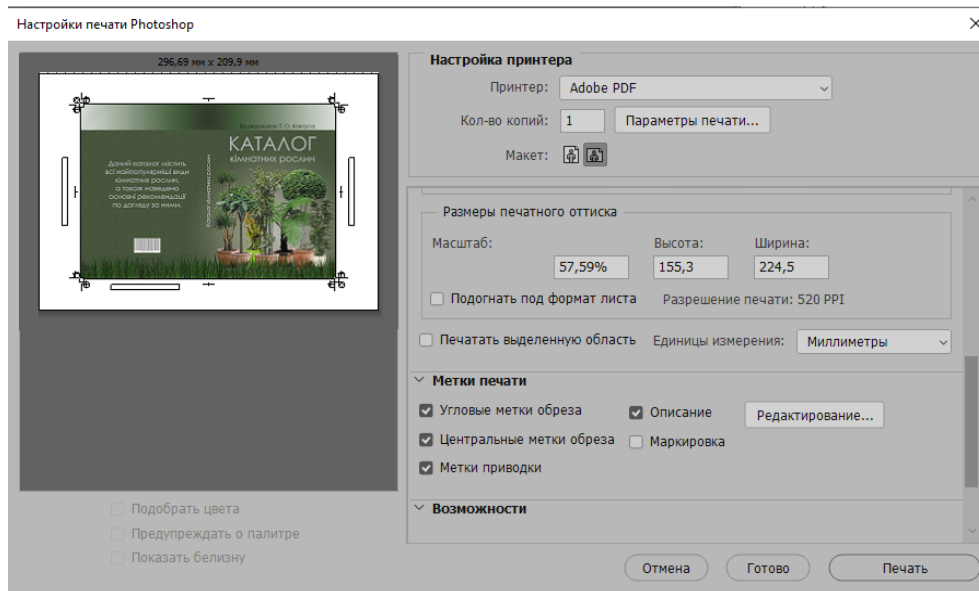 Настройки печати Photoshop
296,69 мм x 209,9 мм
КАТАЛОГ
кімнатних рослин
Даний каталог містить
всі найпопулярніші види
кімнатних рослин,
а також наведено
основні рекомендації
по догляду за ними.
Каталог кімнатних рослин
Подобрать цвета
Предупреждать о палитре
Показать белизну
Настройка принтера
Принтер: Adobe PDF
Кол-во копий: 1 Параметры печати...
Макет:
Размеры печатного оттиска
Масштаб: Высота: Ширина:
57,59% 155,3 224,5
Подогнать под формат листа Разрешение печати: 520 PPI
Печатать выделенную область Единицы измерения: Миллиметры
Метки печати
Угловые метки обреза Описание Редактирование...
Центральные метки обреза Маркировка
Метки приводки
Возможности
Отмена Готово Печать